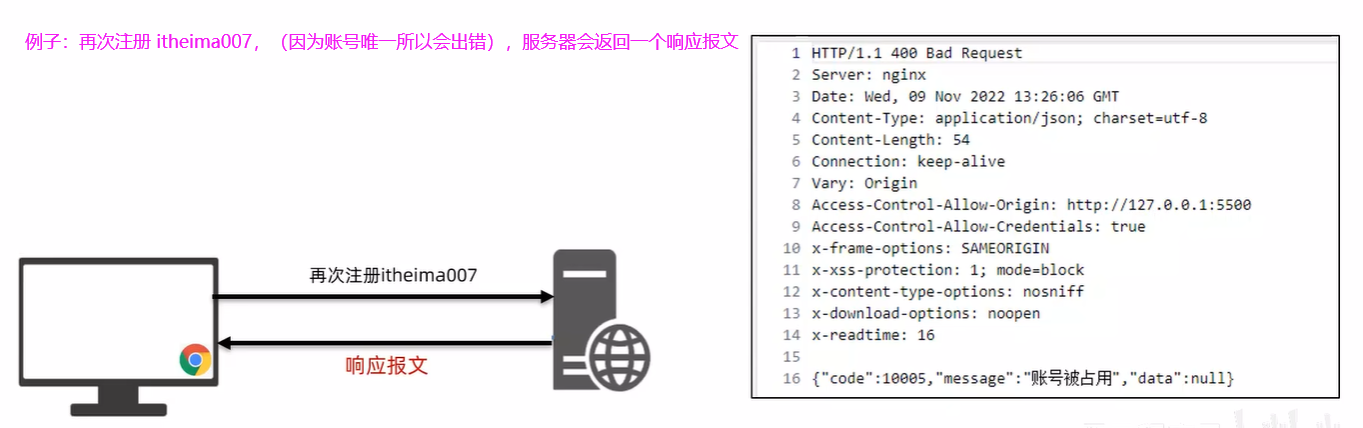 例子：再次注册 itheima007，（因为账号唯一所以会出错），服务器会返回一个响应报文
1 HTTP/1.1 400 Bad Request
2 Server: nginx
3 Date: Wed, 09 Nov 2022 13:26:06 GMT
4 Content-Type: application/json; charset=utf-8
5 Content-Length: 54
6 Connection: keep-alive
7 Vary: Origin
8 Access-Control-Allow-Origin: http://127.0.0.1:5500
9 Access-Control-Allow-Credentials: true
10 x-frame-options: SAMEORIGIN
11 x-xss-protection: 1; mode=block
12 x-content-type-options: nosniff
13 x-download-options: noopen
14 x-readtime: 16
15
16 {"code":10005,"message":"账号被占用","data":null}
再次注册itheima007
响应报文